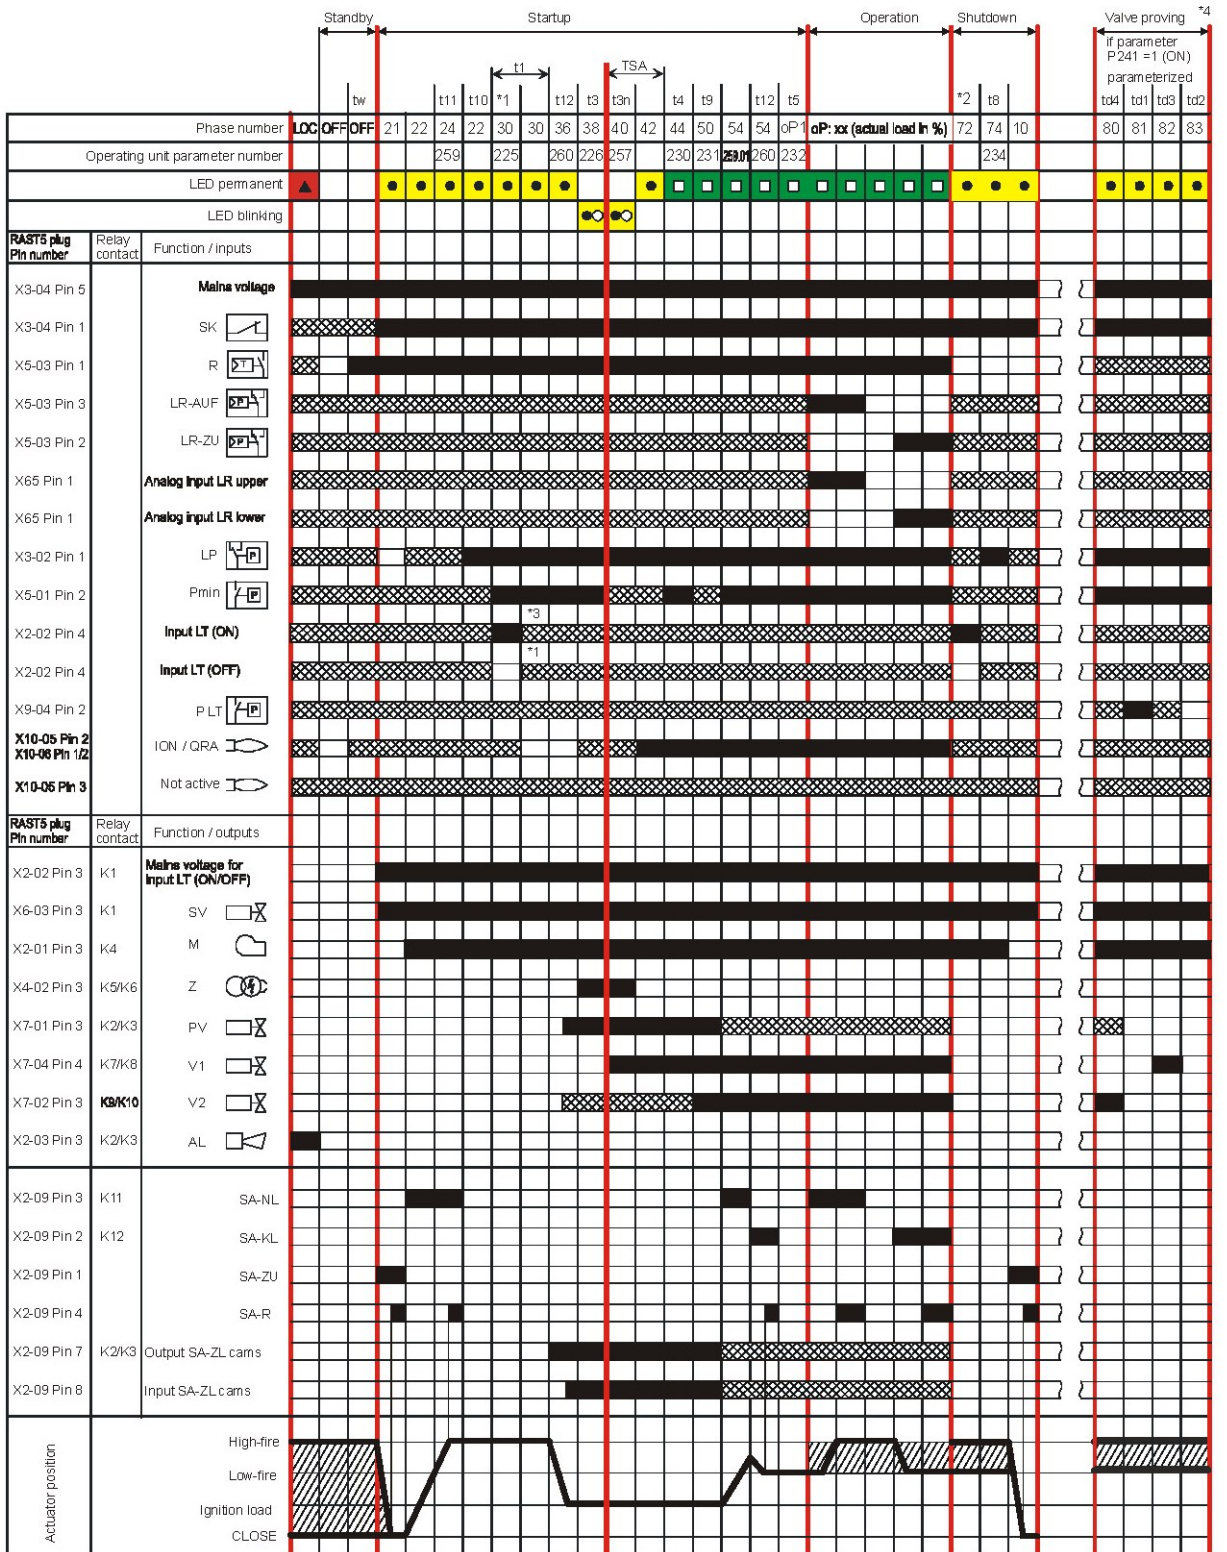 Standby Startup Operation Shutdown Valve proving *4
if parameter
P241 =1 (ON)
parameterized
t1 TSA
tw t11 t10 *1 t12 t3 t3n t4 t9 t12 t5 *2 t8 td4 td1 td3 td2
Phase number LOC OFF OFF 21 22 24 22 30 30 36 38 40 42 44 50 54 54 oP1 oP: xx (actual load in %) 72 74 10 80 81 82 83
Operating unit parameter number 259 225 260 226 257 230 231 259.01 260 232 234
LED permanent
LED blinking
RAST5 plug Pin number Relay contact Function / inputs
X3-04 Pin 5 Mains voltage
X3-04 Pin 1 SK
X5-03 Pin 1 R T
X5-03 Pin 3 LR-AUF P
X5-03 Pin 2 LR-ZU P
X65 Pin 1 Analog input LR upper
X65 Pin 1 Analog input LR lower
X3-02 Pin 1 LP P
X5-01 Pin 2 Pmin P
*3
X2-02 Pin 4 Input LT (ON)
*1
X2-02 Pin 4 Input LT (OFF)
X9-04 Pin 2 P LT P
X10-05 Pin 2
X10-06 Pin 1/2 ION / QRA
X10-05 Pin 3 Not active
RAST5 plug Pin number Relay contact Function / outputs
X2-02 Pin 3 K1 Mains voltage for Input LT (ON/OFF)
X6-03 Pin 3 K1 SV
X2-01 Pin 3 K4 M
X4-02 Pin 3 K5/K6 Z
X7-01 Pin 3 K2/K3 PV
X7-04 Pin 4 K7/K8 V1
X7-02 Pin 3 K9/K10 V2
X2-03 Pin 3 K2/K3 AL
X2-09 Pin 3 K11 SA-NL
X2-09 Pin 2 K12 SA-KL
X2-09 Pin 1 SA-ZU
X2-09 Pin 4 SA-R
X2-09 Pin 7 K2/K3 Output SA-ZL cams
X2-09 Pin 8 Input SA-ZL cams
Actuator position
High-fire
Low-fire
Ignition load
CLOSE